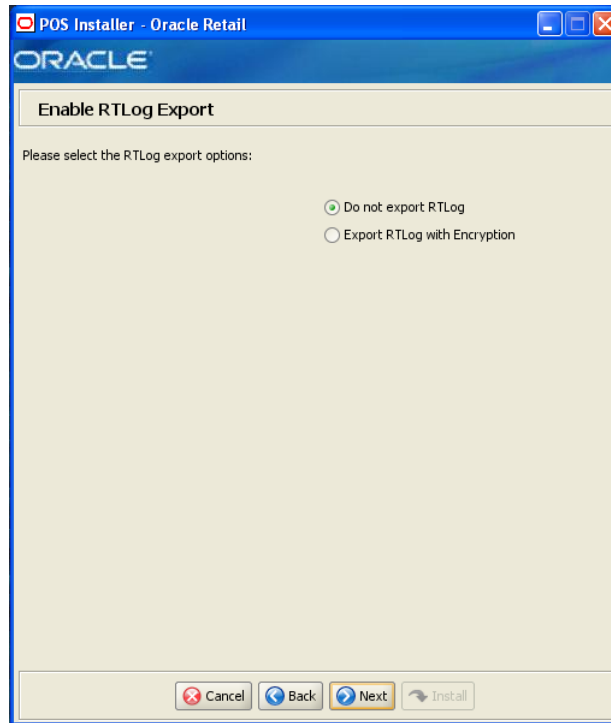 POS Installer - Oracle Retail
ORACLE
Enable RTLog Export
Please select the RTLog export options:
Do not export RTLog
Export RTLog with Encryption
Cancel Back Next Install